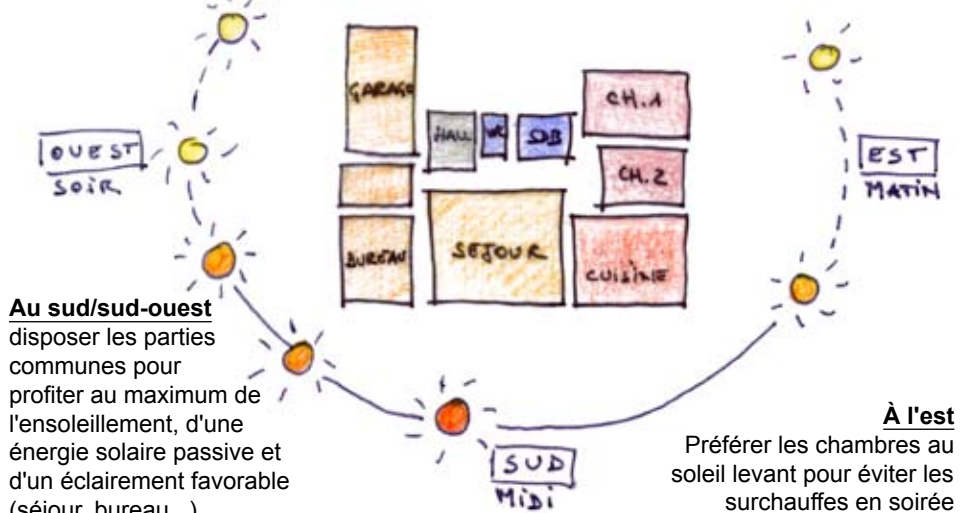 GARAGE
HALL
WC
SDB
CH.1
OUEST
SOIR
CH.2
EST
MATIN
BUREAU
SEJOUR
CUISINE
Au sud/sud-ouest
disposer les parties
communes pour
profiter au maximum de
l'ensoleillement, d'une
énergie solaire passive et
d'un éclairement favorable
(séjour, bureau...)
SUD
MIDI
À l'est
Préférer les chambres au
soleil levant pour éviter les
surchauffes en soirée